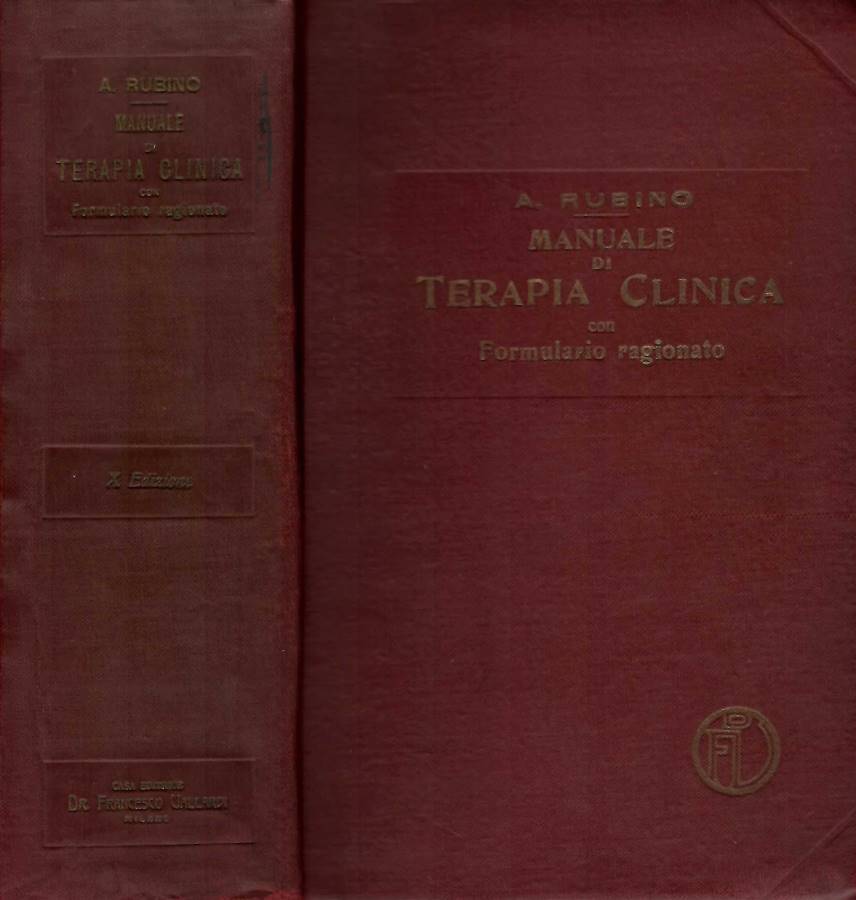 A. RUBINO
MANUALE
DI
TERAPIA CLINICA
CON
Formulario ragionato
X Edizione
CASA EDITRICE
DR. FRANCESCO VALLARDI
MILANO
A. RUBINO
MANUALE
DI
TERAPIA CLINICA
con
Formulario ragionato